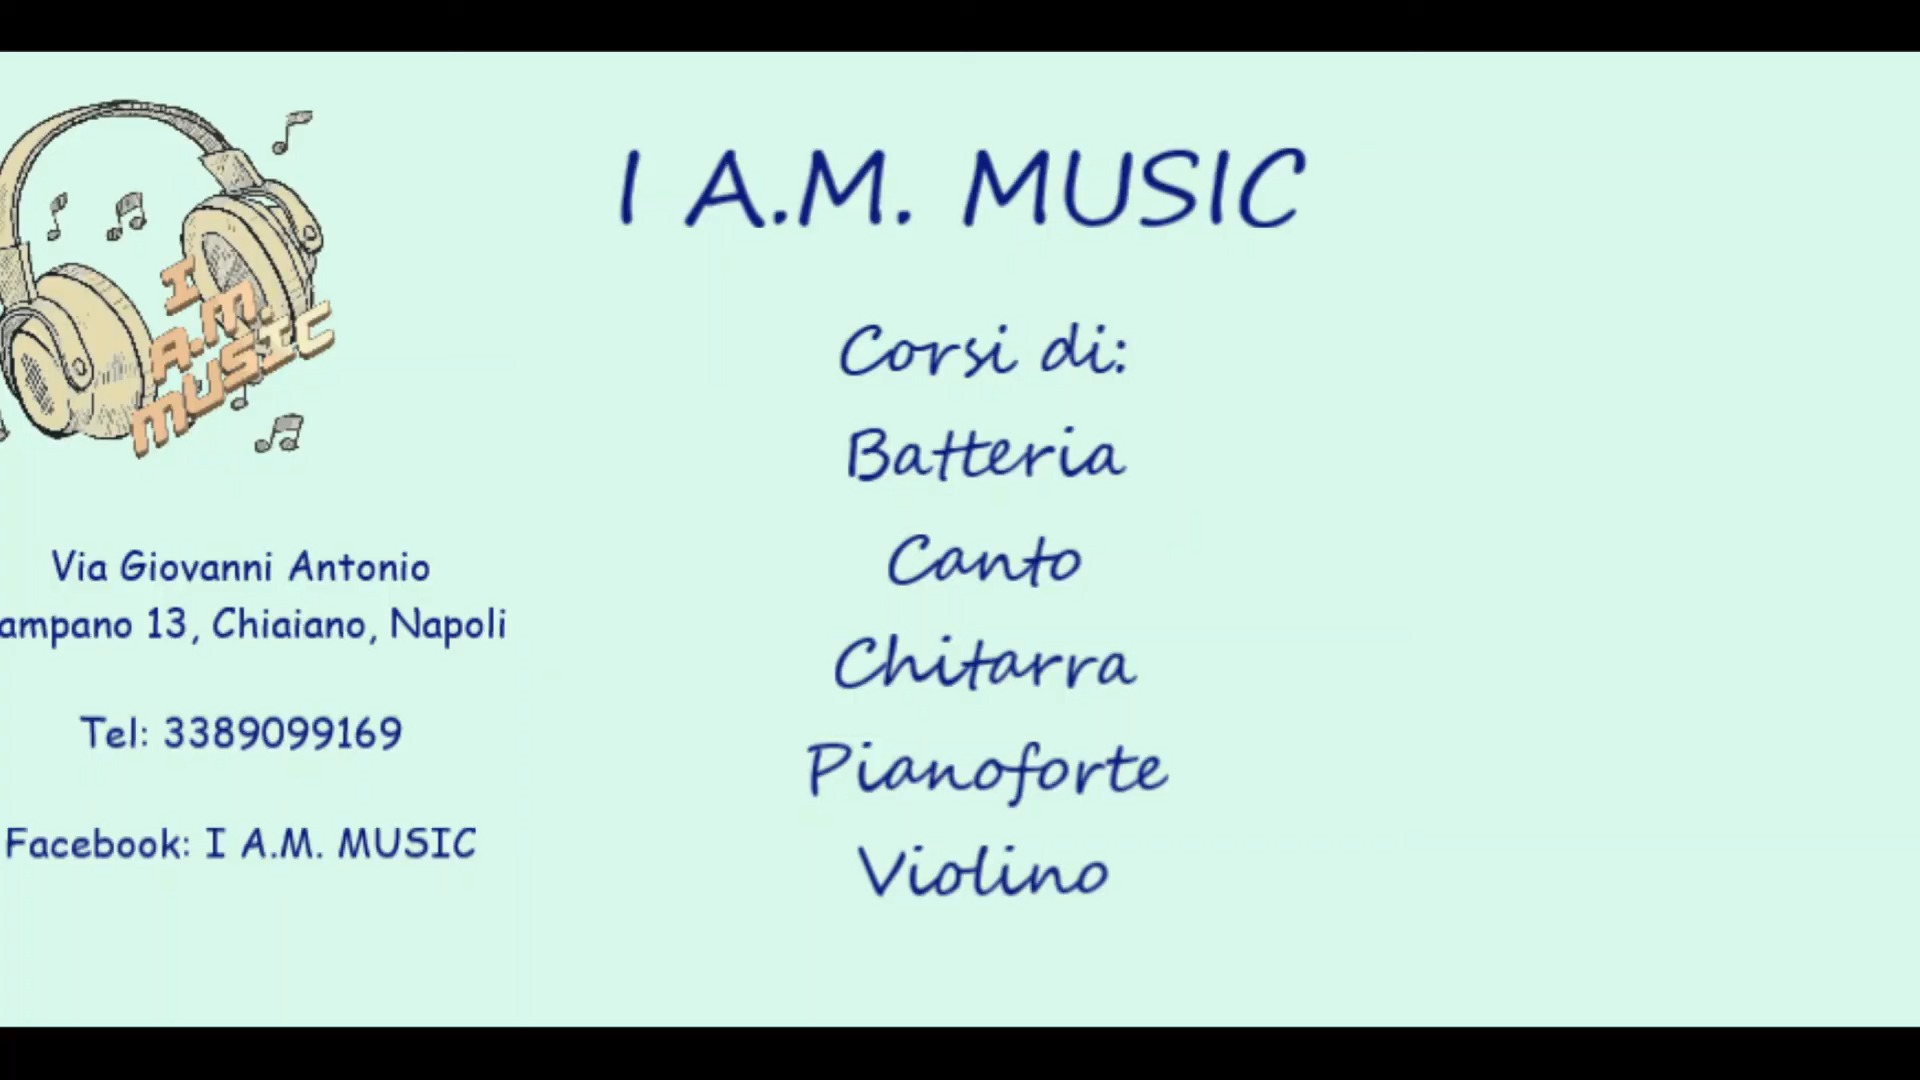 I A.M. MUSIC
I
A.M.
MUSIC
Corsi di:
Batteria
Canto
Chitarra
Pianoforte
Violino
Via Giovanni Antonio
ampano 13, Chiaiano, Napoli
Tel: 3389099169
Facebook: I A.M. MUSIC